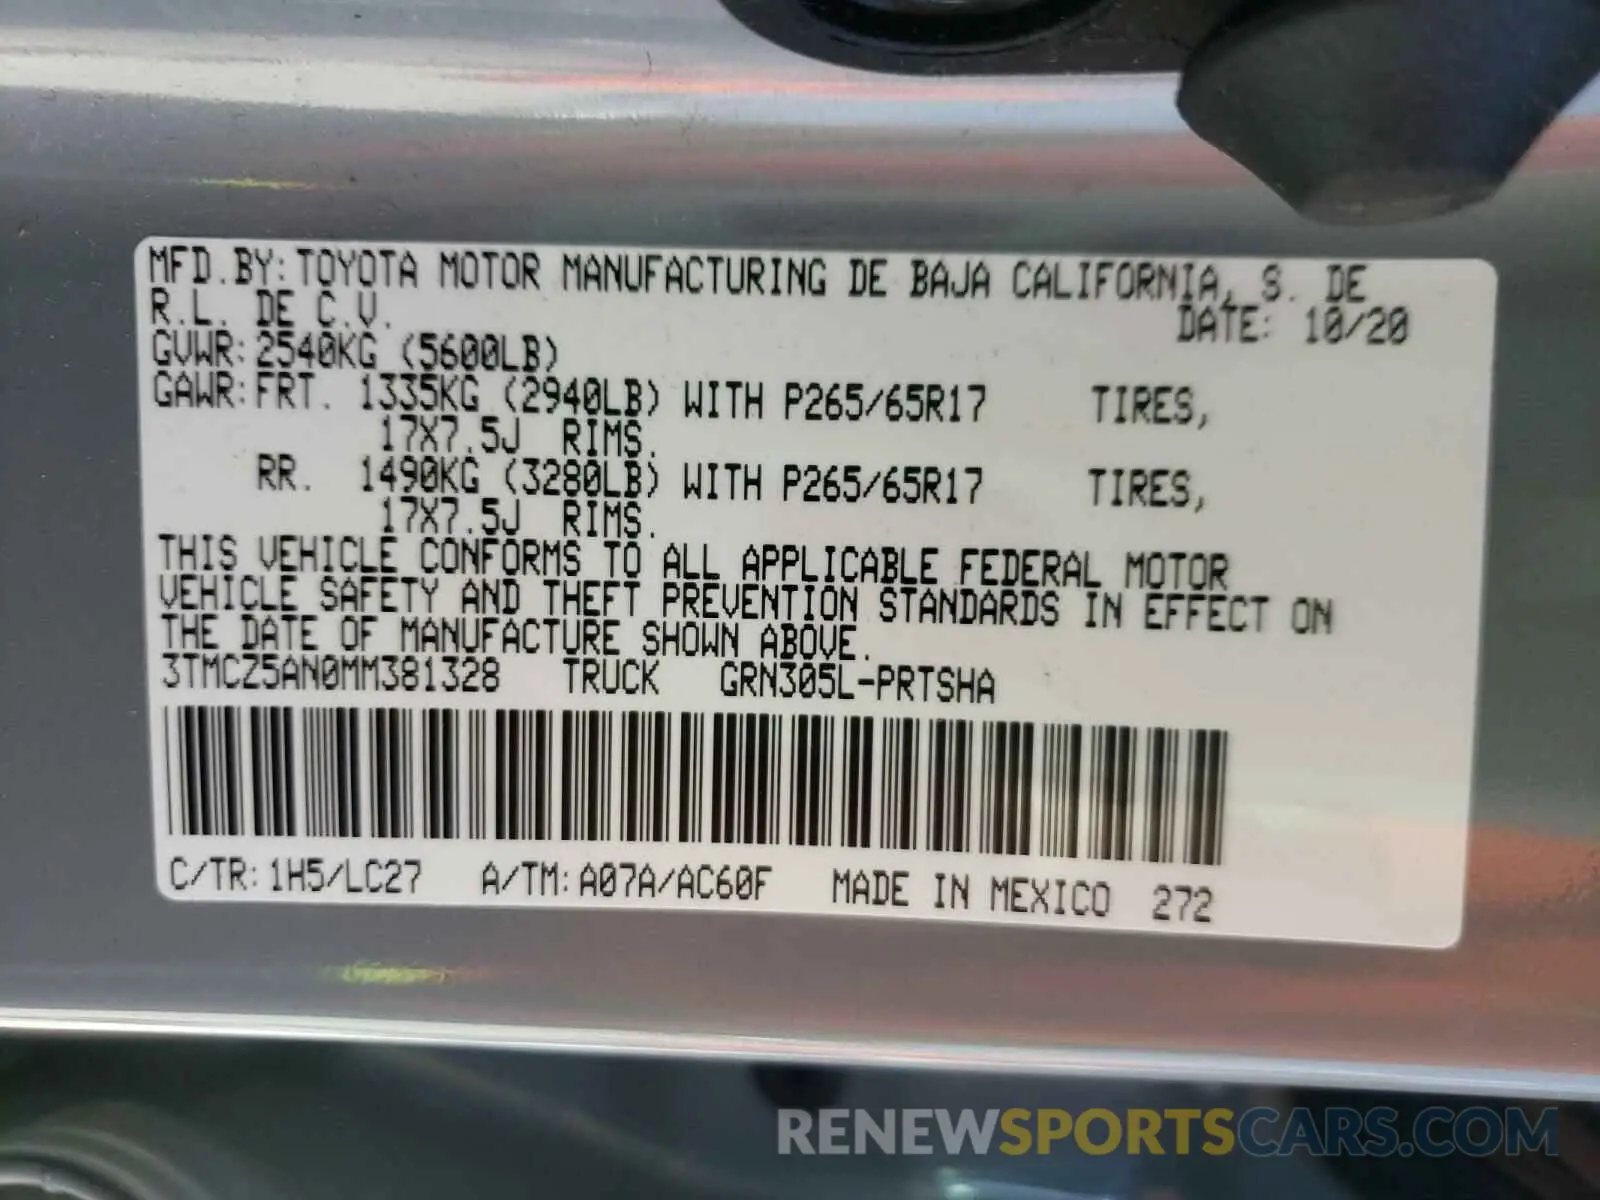 MFD.BY: TOYOTA MOTOR MANUFACTURING DE BAJA CALIFORNIA, S. DE
R.L. DE C.V. DATE: 10/20
GVWR: 2540KG (5600LB)
GAWR: FRT. 1335KG (2940LB) WITH P265/65R17 TIRES,
17X7.5J RIMS.
RR. 1490KG (3280LB) WITH P265/65R17 TIRES,
17X7.5J RIMS.
THIS VEHICLE CONFORMS TO ALL APPLICABLE FEDERAL MOTOR
VEHICLE SAFETY AND THEFT PREVENTION STANDARDS IN EFFECT ON
THE DATE OF MANUFACTURE SHOWN ABOVE.
3TMCZ5AN0MM381328 TRUCK GRN305L-PRTSHA
C/TR: 1H5/LC27 A/TM: A07A/AC60F MADE IN MEXICO 272
RENEWSPORTSCARS.COM